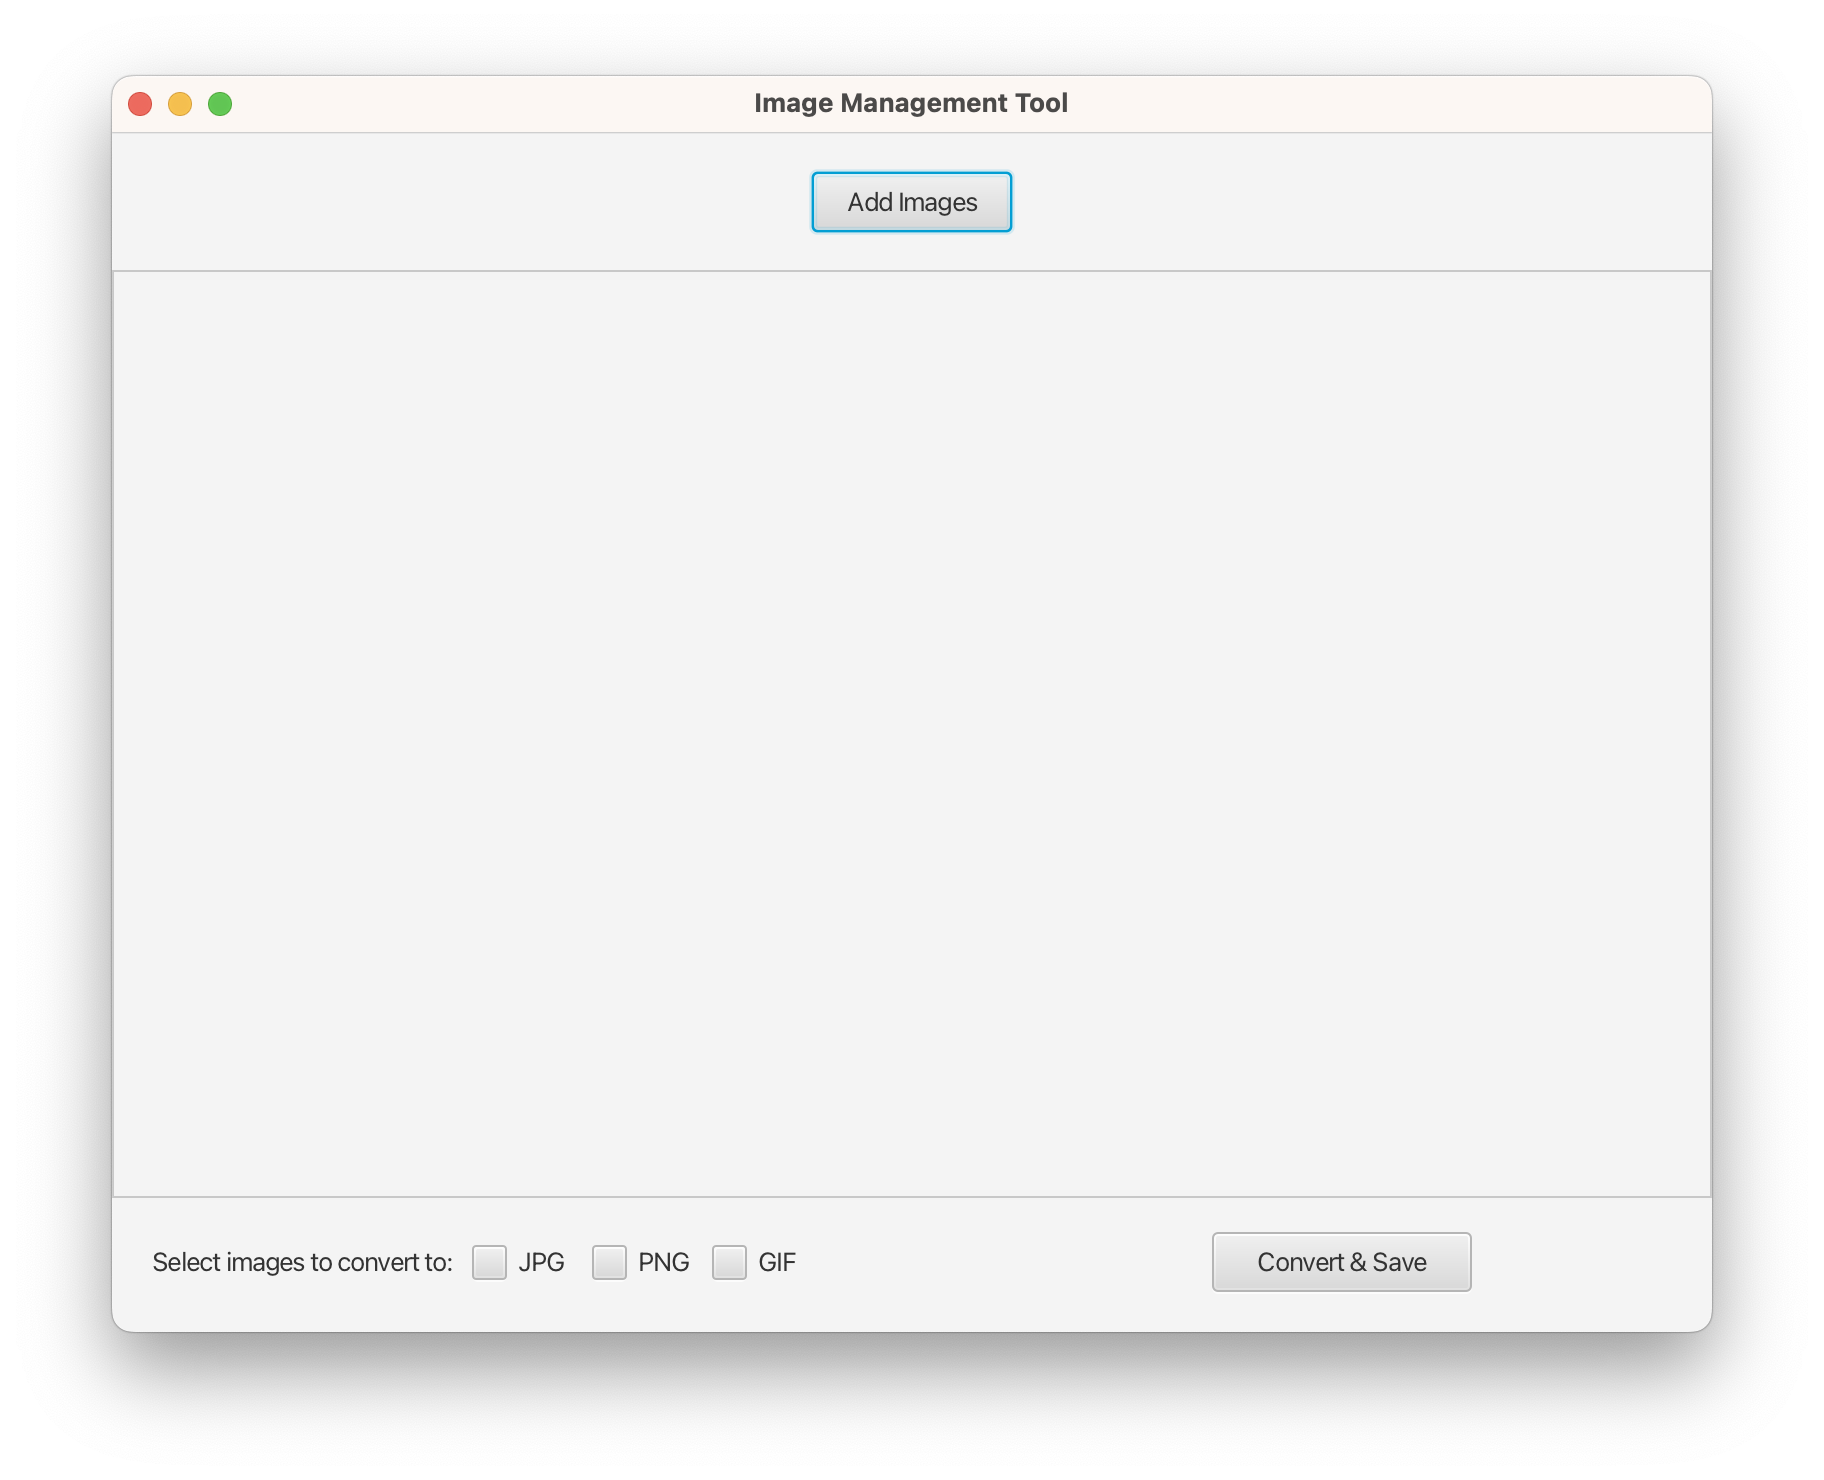 Image Management Tool
Add Images
Select images to convert to: JPG PNG GIF Convert & Save